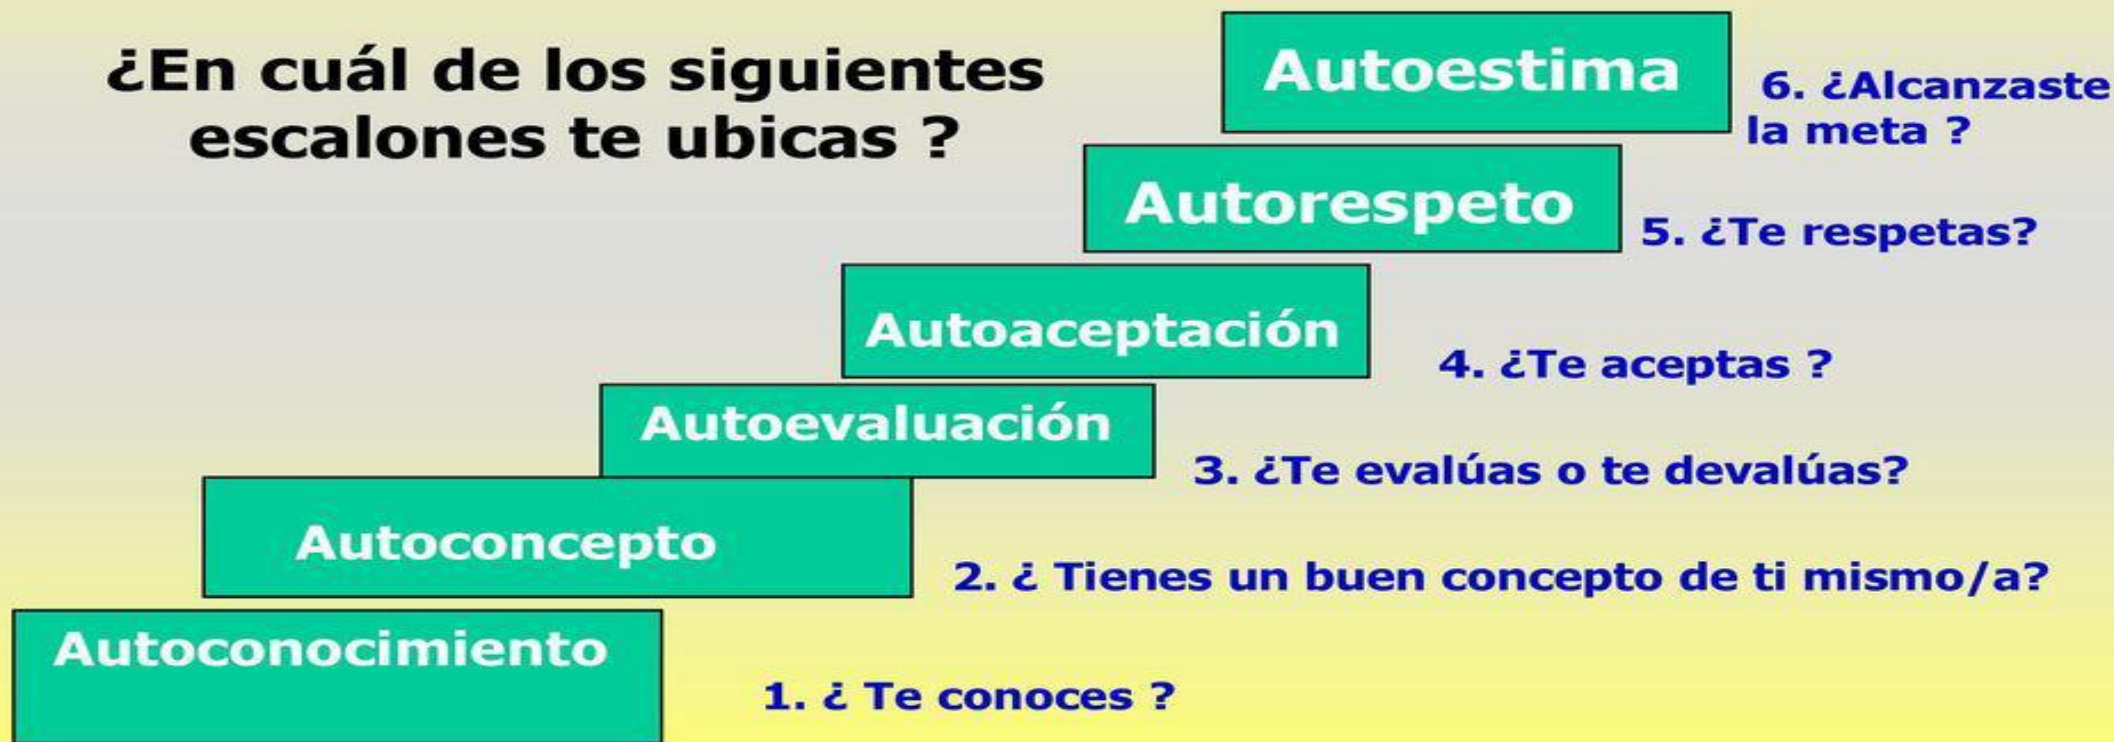 ¿En cuál de los siguientes
escalones te ubicas ?
Autoestima
6. ¿Alcanzaste
la meta ?
Autorespeto
5. ¿Te respetas?
Autoaceptación
4. ¿Te aceptas ?
Autoevaluación
3. ¿Te evalúas o te devalúas?
Autoconcepto
2. ¿ Tienes un buen concepto de ti mismo/a?
Autoconocimiento
1. ¿ Te conoces ?